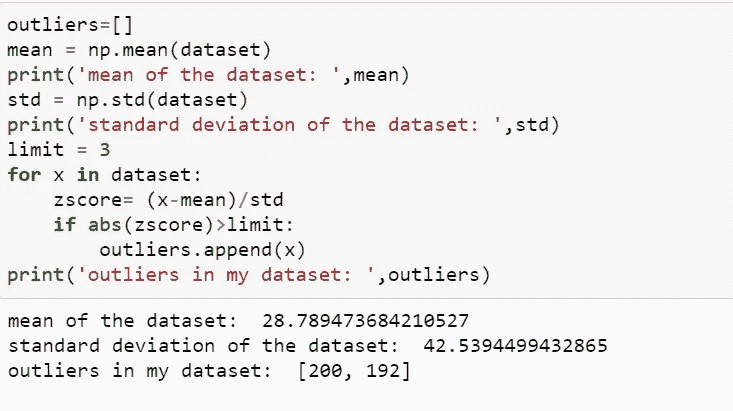 outliers=[]
mean = np.mean(dataset)
print('mean of the dataset: ',mean)
std = np.std(dataset)
print('standard deviation of the dataset: ',std)
limit = 3
for x in dataset:
    zscore= (x-mean)/std
    if abs(zscore)>limit:
        outliers.append(x)
print('outliers in my dataset: ',outliers)
mean of the dataset:  28.789473684210527
standard deviation of the dataset:  42.5394499432865
outliers in my dataset:  [200, 192]